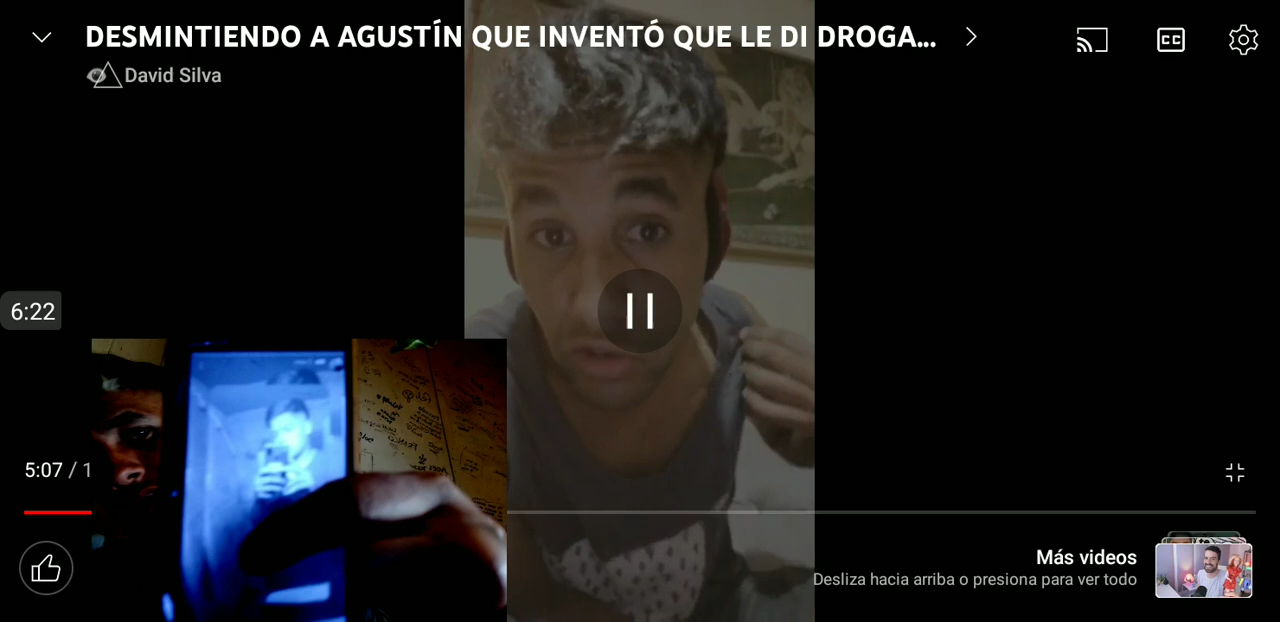 DESMINTIENDO A AGUSTÍN QUE INVENTÓ QUE LE DI DROGA...
David Silva
6:22
5:07 / 1
Más videos
Desliza hacia arriba o presiona para ver todo